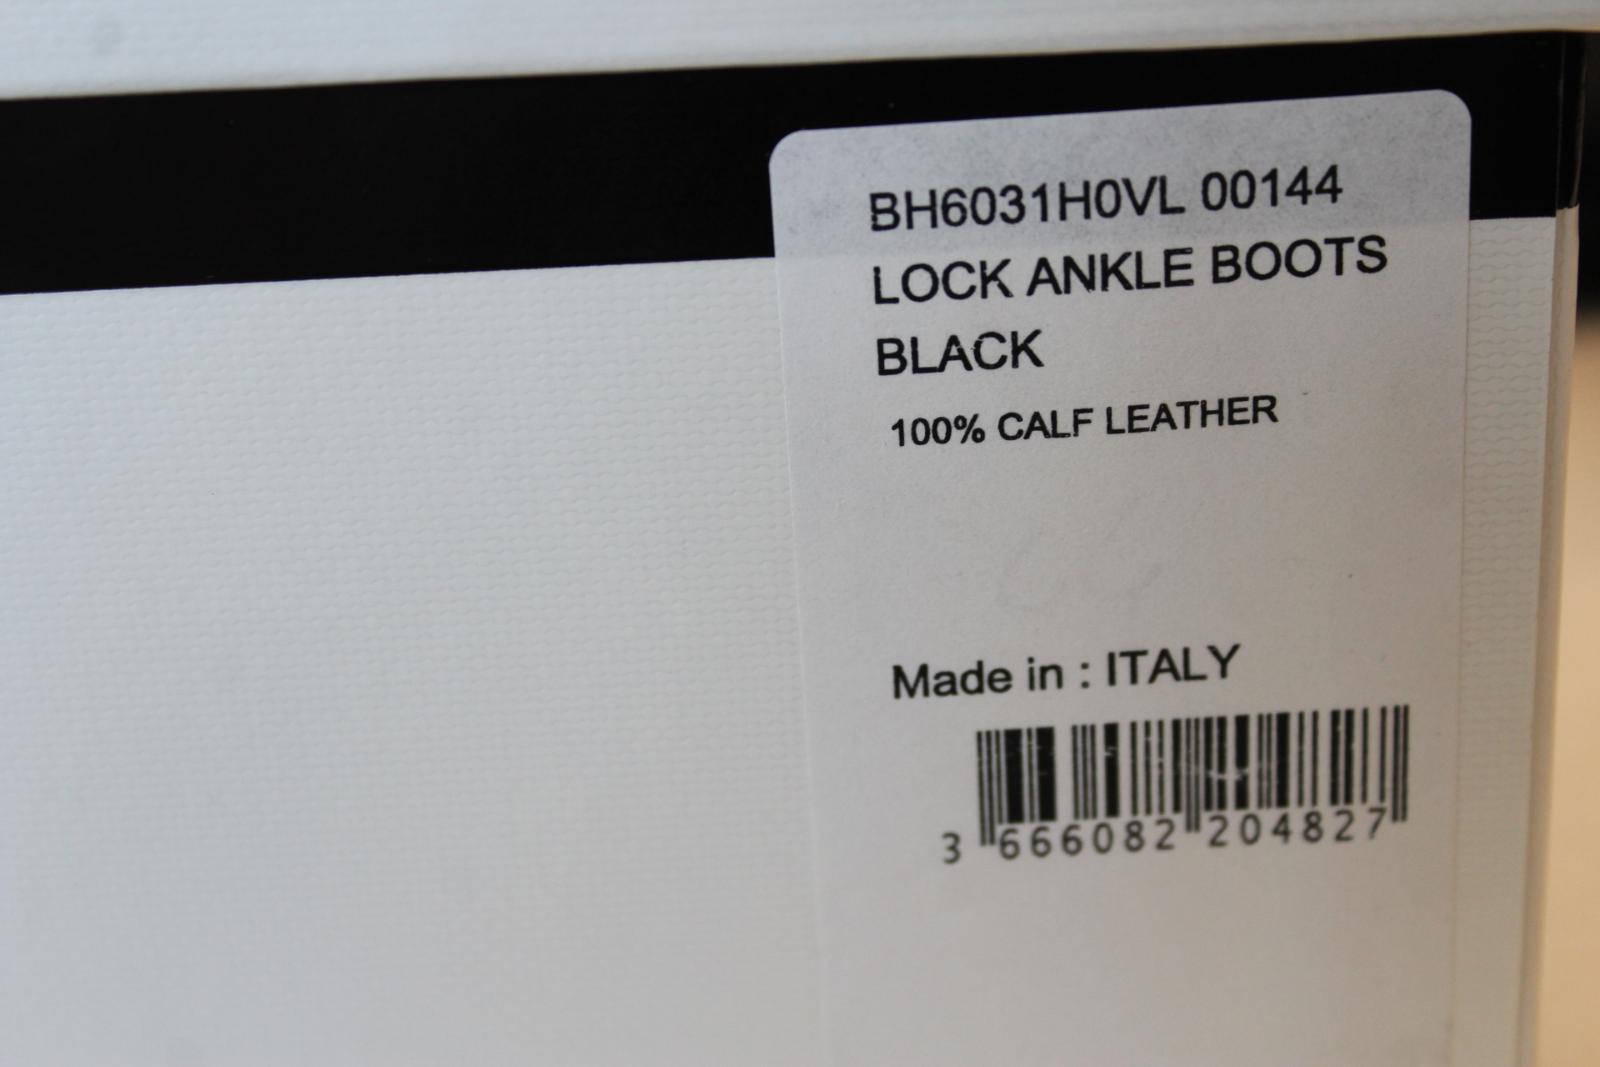 BH6031H0VL 00144
LOCK ANKLE BOOTS
BLACK
100% CALF LEATHER
Made in : ITALY
3 666082 204827